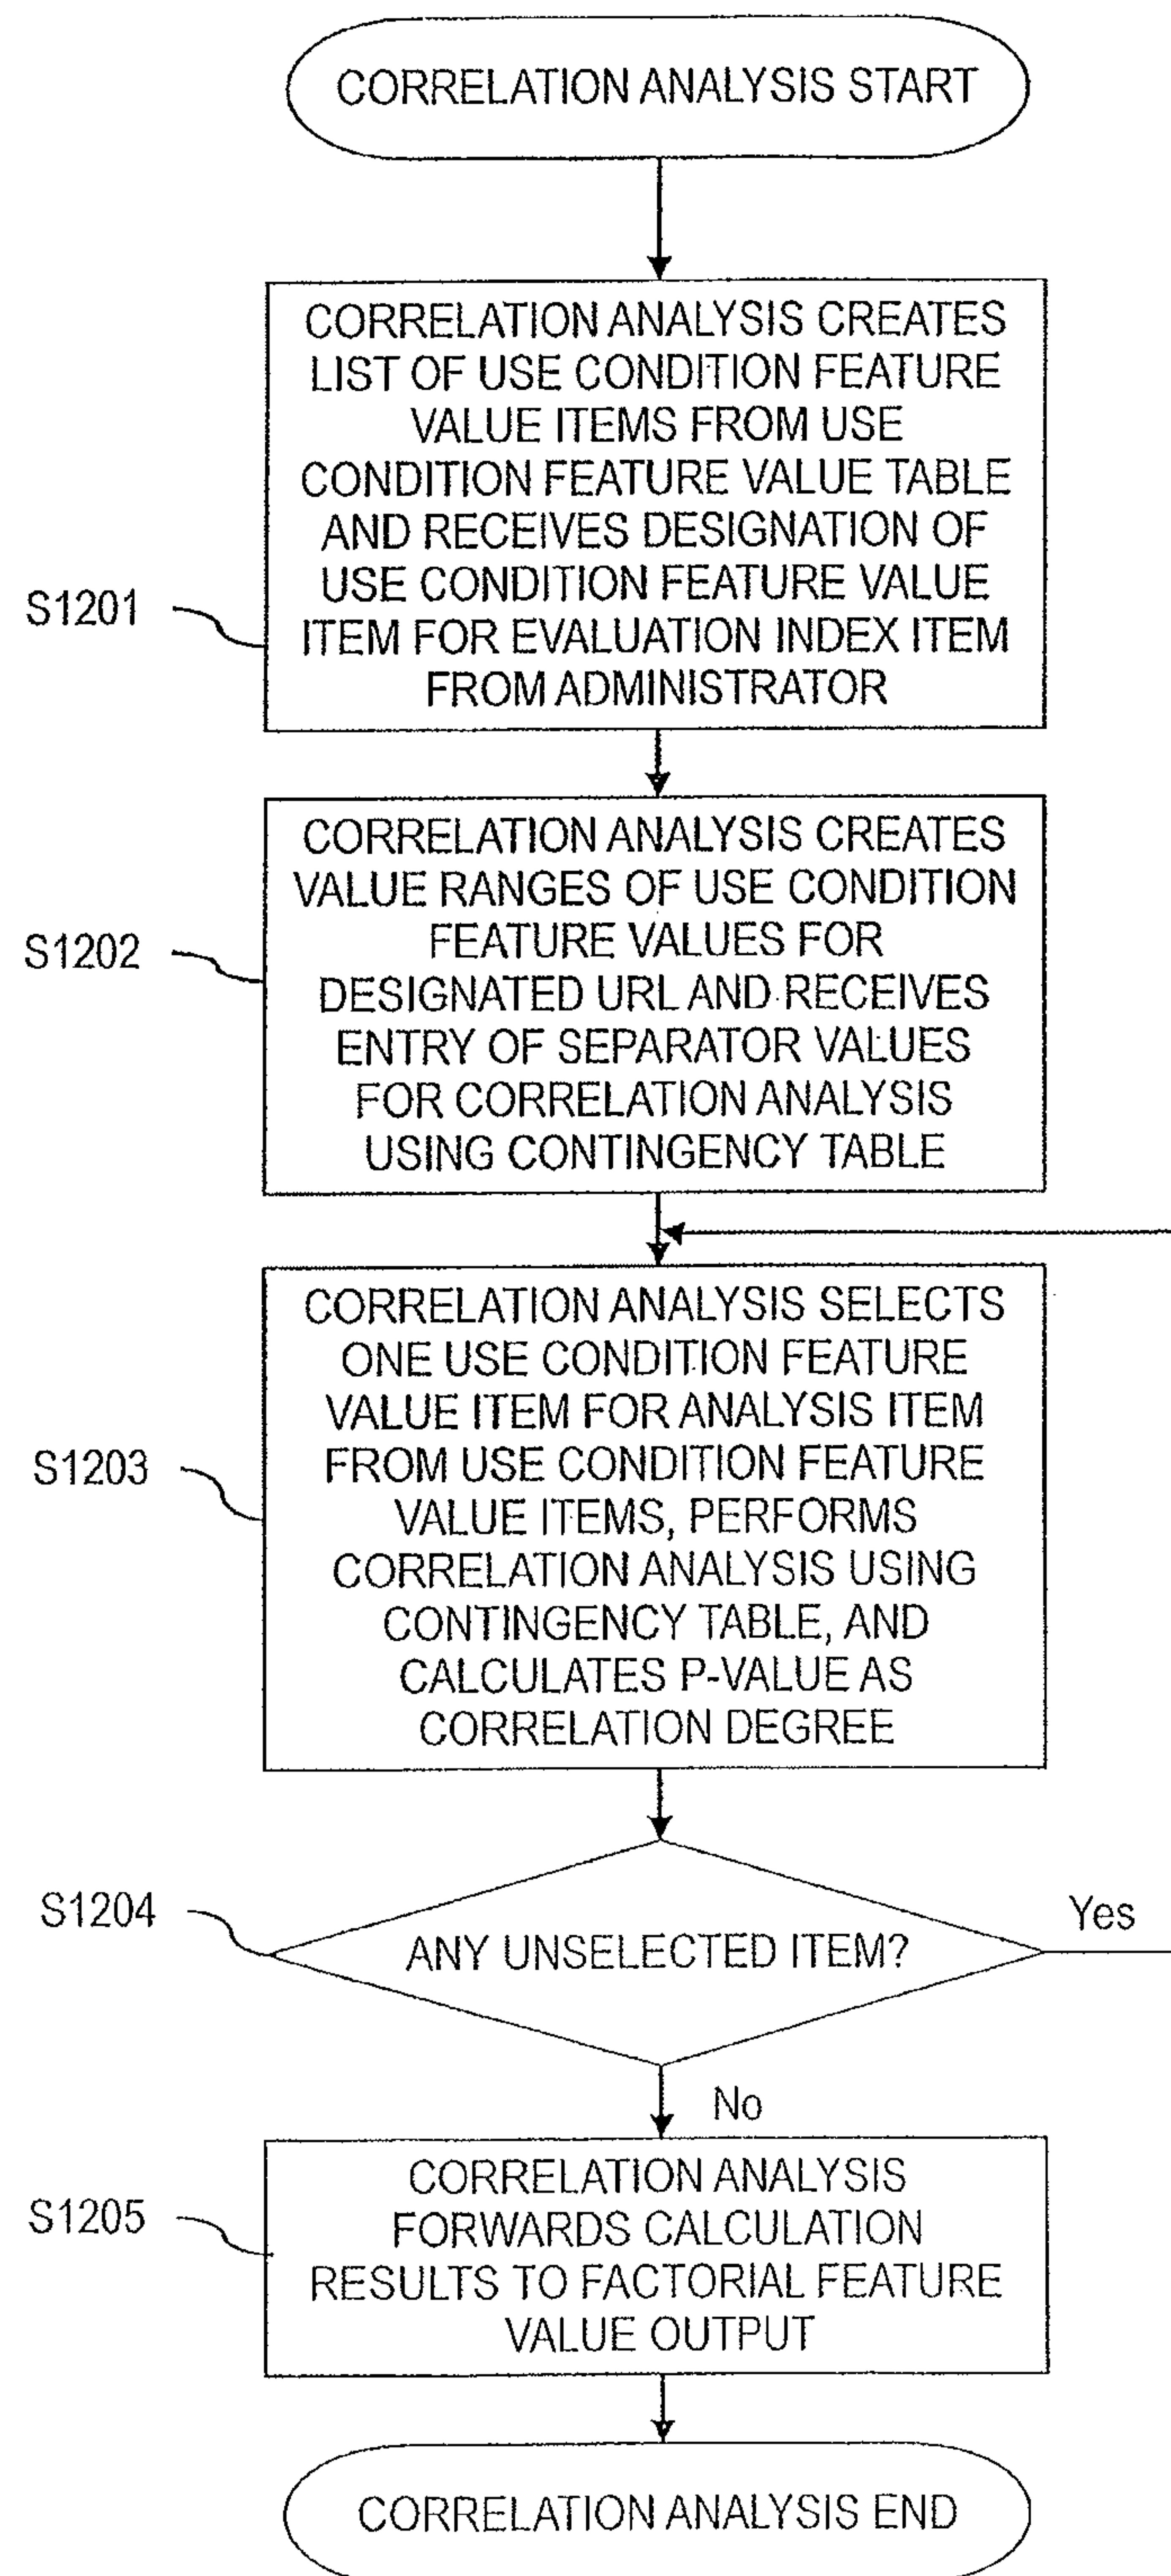 CORRELATION ANALYSIS START
CORRELATION ANALYSIS CREATES
LIST OF USE CONDITION FEATURE
VALUE ITEMS FROM USE
CONDITION FEATURE VALUE TABLE
AND RECEIVES DESIGNATION OF
USE CONDITION FEATURE VALUE
ITEM FOR EVALUATION INDEX ITEM
FROM ADMINISTRATOR
S1201
CORRELATION ANALYSIS CREATES
VALUE RANGES OF USE CONDITION
FEATURE VALUES FOR
DESIGNATED URL AND RECEIVES
ENTRY OF SEPARATOR VALUES
FOR CORRELATION ANALYSIS
USING CONTINGENCY TABLE
S1202
CORRELATION ANALYSIS SELECTS
ONE USE CONDITION FEATURE
VALUE ITEM FOR ANALYSIS ITEM
FROM USE CONDITION FEATURE
VALUE ITEMS, PERFORMS
CORRELATION ANALYSIS USING
CONTINGENCY TABLE, AND
CALCULATES P-VALUE AS
CORRELATION DEGREE
S1203
S1204
ANY UNSELECTED ITEM?
Yes
No
CORRELATION ANALYSIS
FORWARDS CALCULATION
RESULTS TO FACTORIAL FEATURE
VALUE OUTPUT
S1205
CORRELATION ANALYSIS END